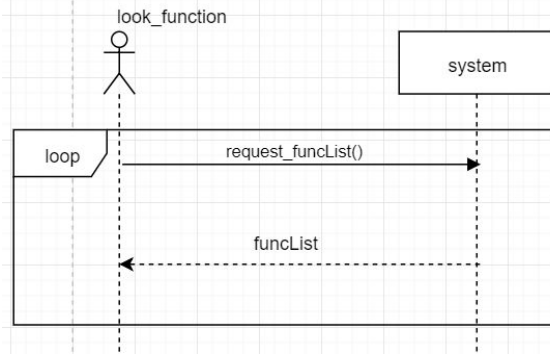 look_function
system
loop
request_funcList()
funcList